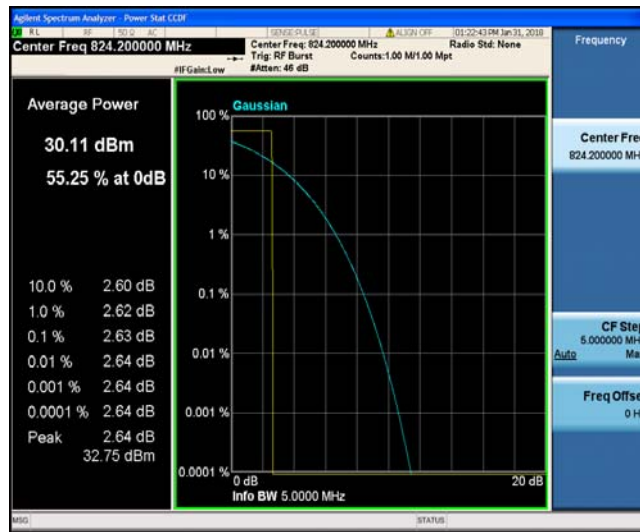 Agilent Spectrum Analyzer - Power Stat CCDF
RL RF 50 Ω AC SENSE:PULSE ALIGN OFF 01:22:43 PM Jan 31, 2018
Center Freq 824.200000 MHz
Center Freq: 824.200000 MHz Radio Std: None
Trig: RF Burst Counts:1.00 M/1.00 Mpt
#IFGain:Low #Atten: 46 dB
Frequency
Average Power
30.11 dBm
55.25 % at 0dB
10.0 % 2.60 dB
1.0 % 2.62 dB
0.1 % 2.63 dB
0.01 % 2.64 dB
0.001 % 2.64 dB
0.0001 % 2.64 dB
Peak 2.64 dB
32.75 dBm
Gaussian
100 %
10 %
1 %
0.1 %
0.01 %
0.001 %
0.0001 %
0 dB 20 dB
Info BW 5.0000 MHz
Center Fre
824.200000 MH
CF Step
5.000000 MH
Auto Ma
Freq Offse
0 H
MSG STATUS